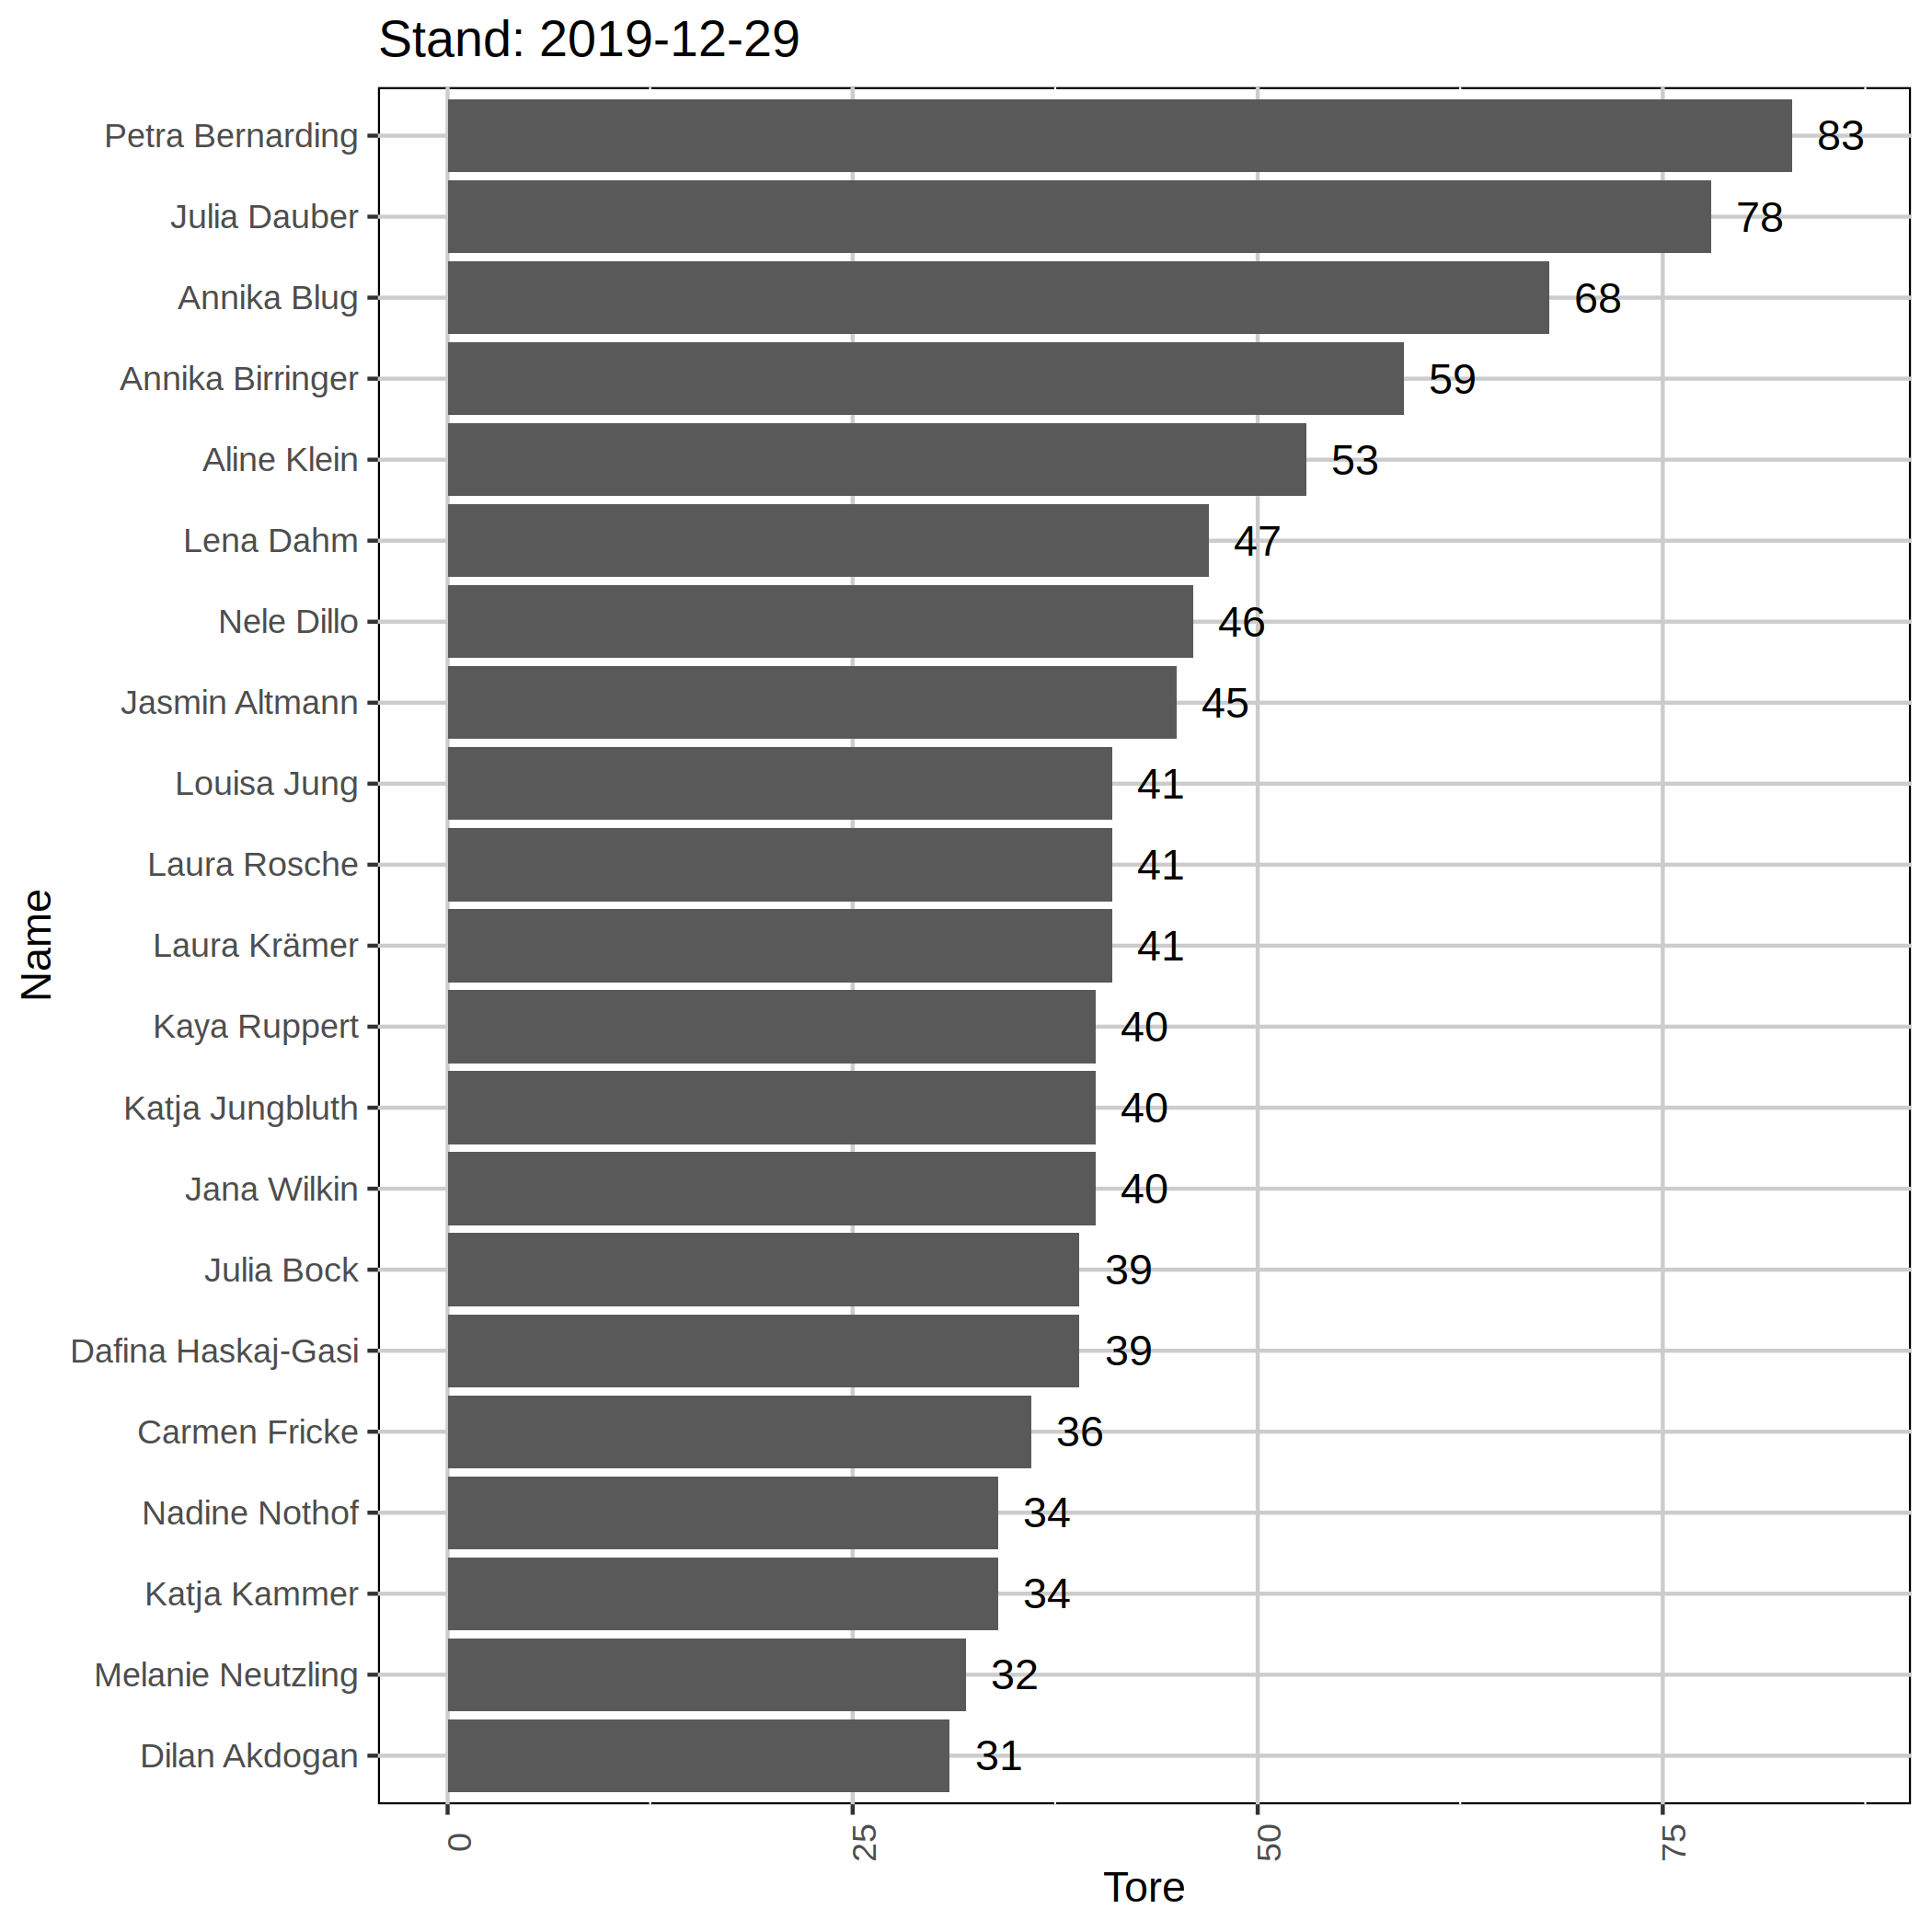 Stand: 2019-12-29
Petra Bernarding 83
Julia Dauber 78
Annika Blug 68
Annika Birringer 59
Aline Klein 53
Lena Dahm 47
Nele Dillo 46
Jasmin Altmann 45
Louisa Jung 41
Laura Rosche 41
Laura Krämer 41
Kaya Ruppert 40
Katja Jungbluth 40
Jana Wilkin 40
Julia Bock 39
Dafina Haskaj-Gasi 39
Carmen Fricke 36
Nadine Nothof 34
Katja Kammer 34
Melanie Neutzling 32
Dilan Akdogan 31
Name
0 25 50 75
Tore